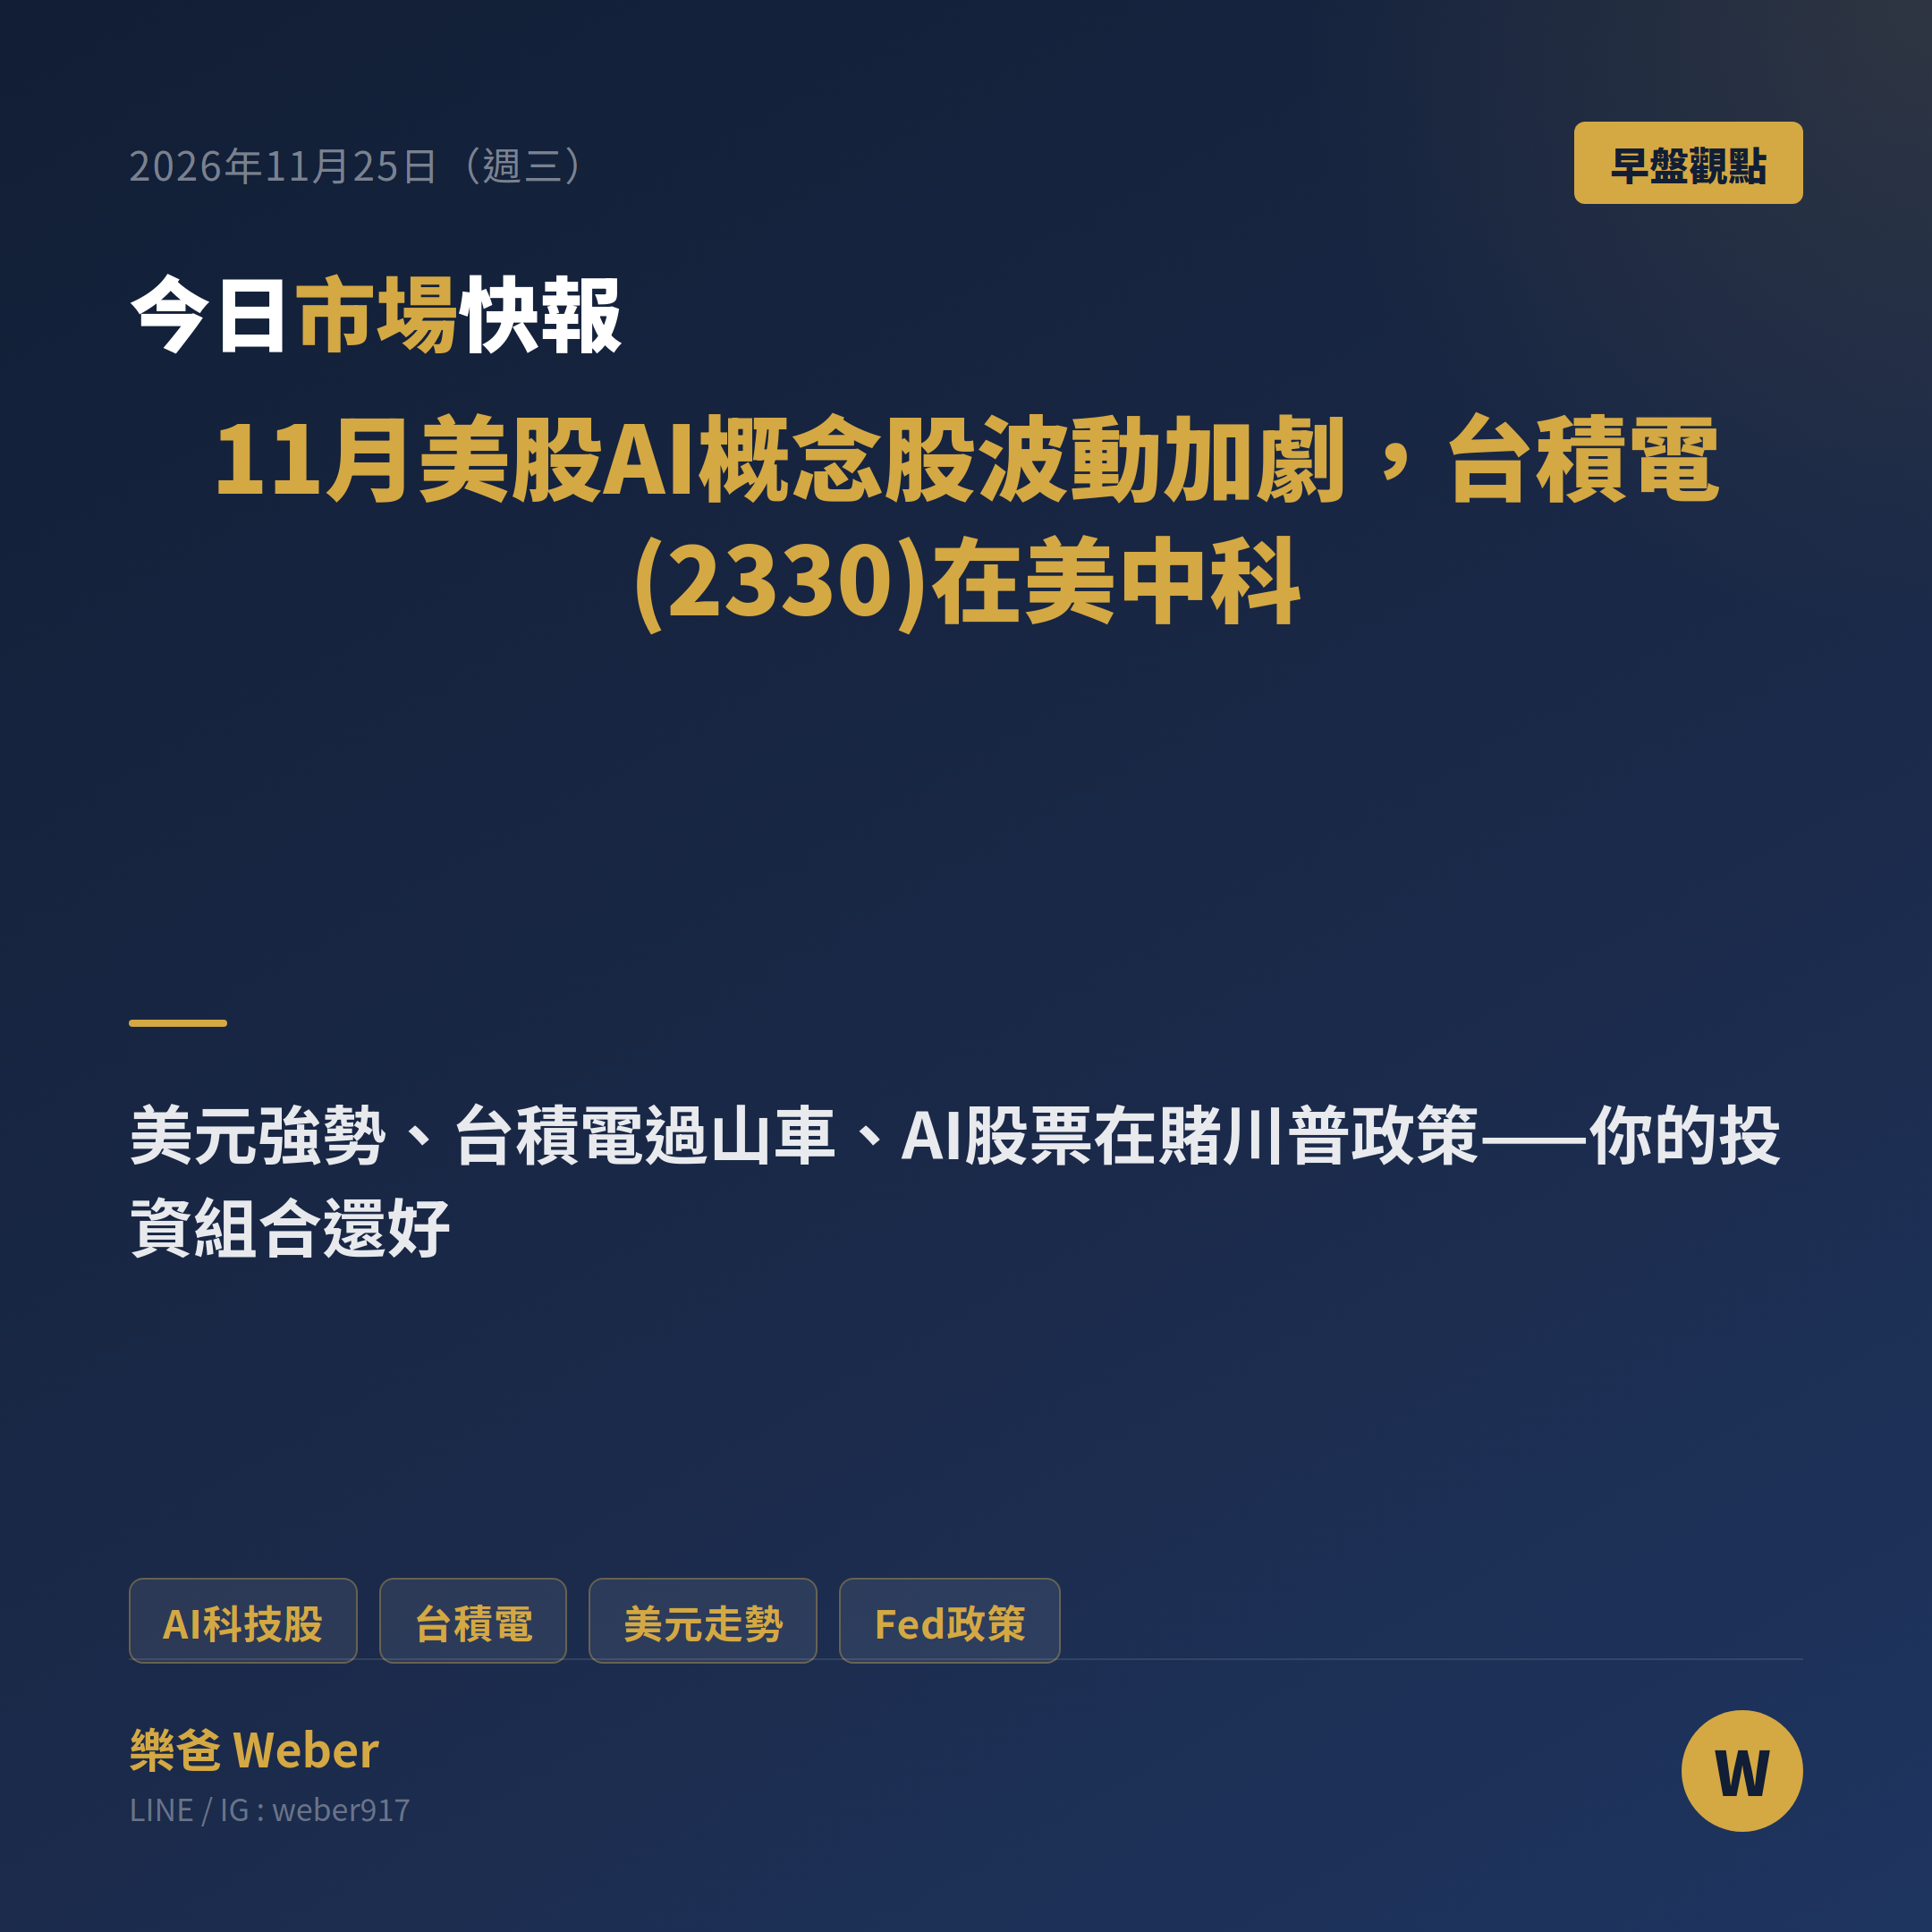 2026年11月25日（週三）
早盤觀點
今日市場快報
11月美股AI概念股波動加劇，台積電
(2330)在美中科
美元強勢、台積電過山車、AI股票在賭川普政策——你的投
資組合還好
AI科技股
台積電
美元走勢
Fed政策
樂爸 Weber
LINE / IG : weber917
W